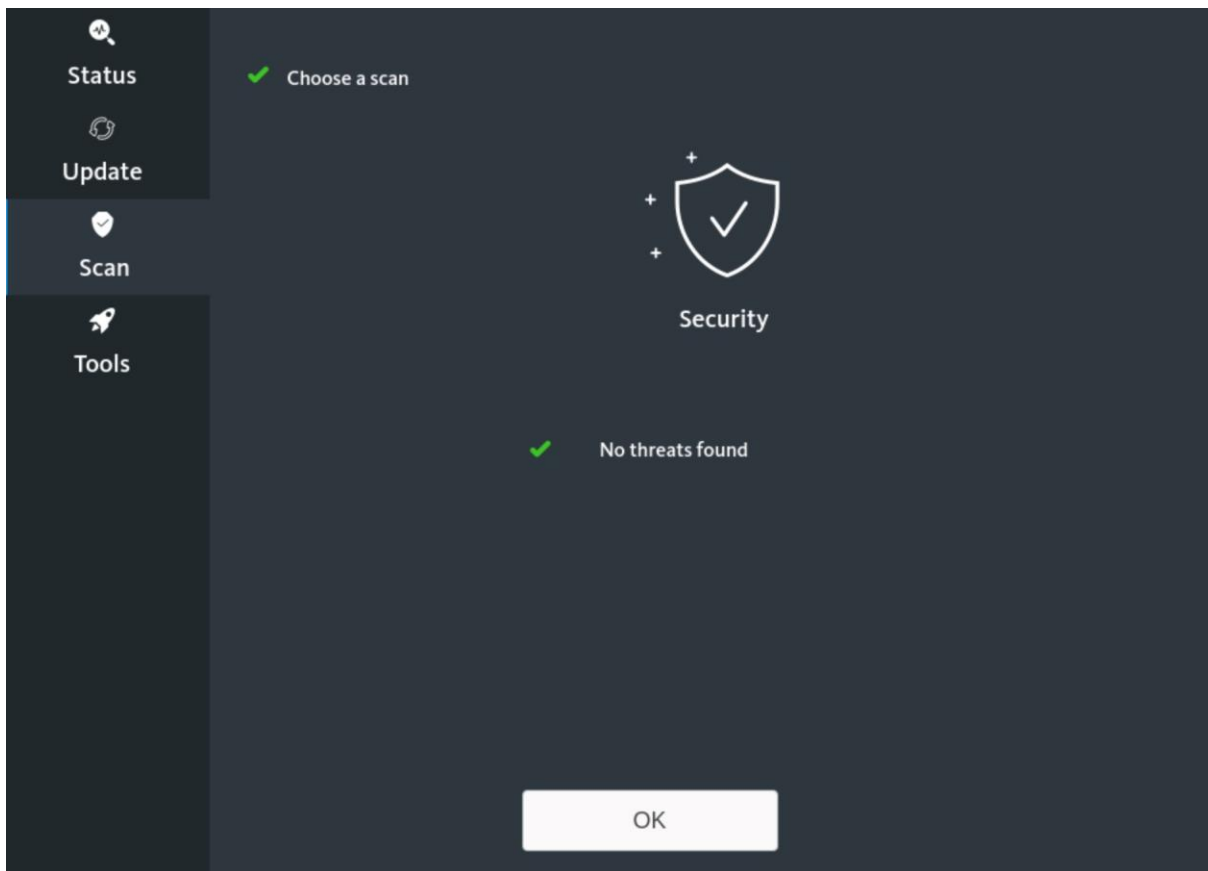 Status
Update
Scan
Tools
Choose a scan
Security
No threats found
OK